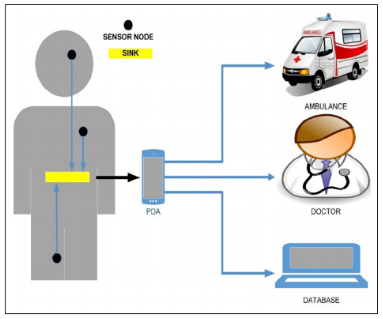 SENSOR NODE
SINK
AMBULANCE
AMBULANCE
PDA
DOCTOR
DATABASE